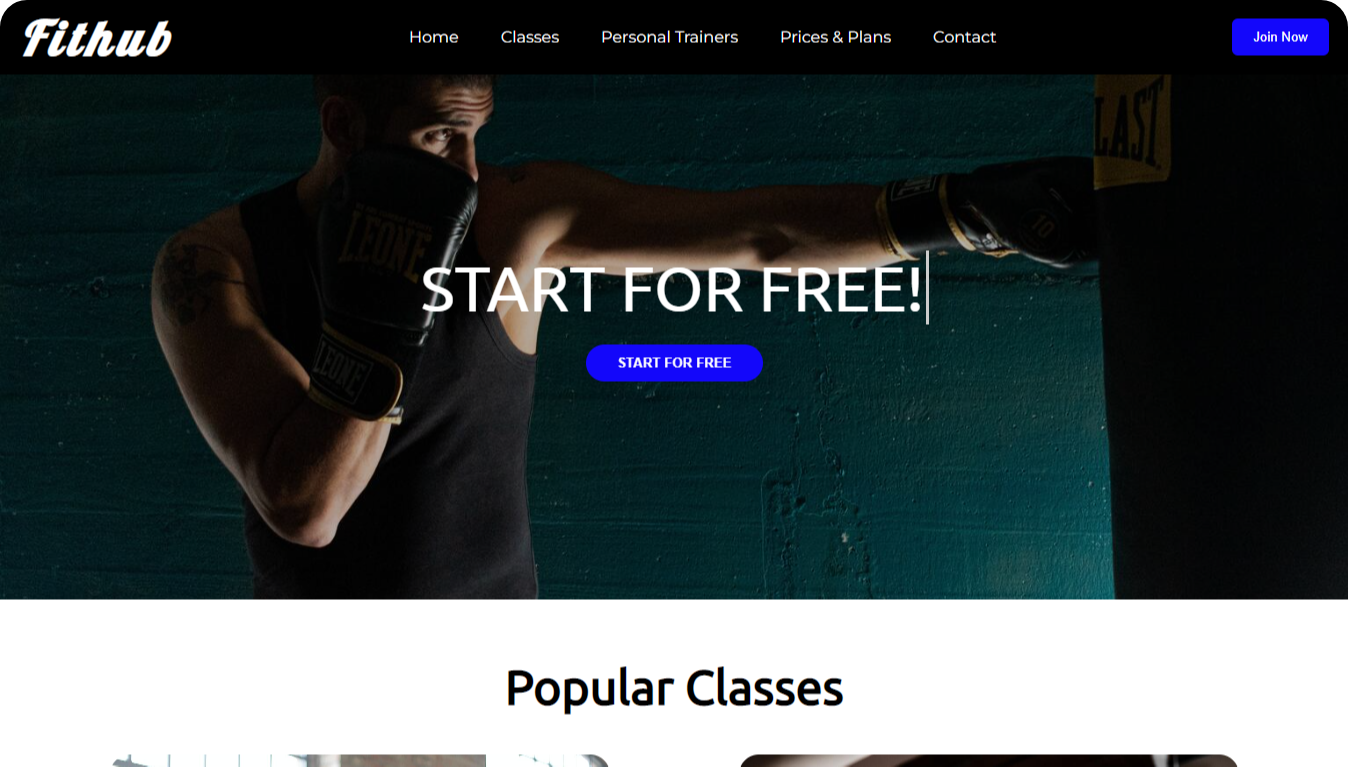 Fithub
Home
Classes
Personal Trainers
Prices & Plans
Contact
Join Now
LAST
LEONE
10
LEONE
START FOR FREE!
START FOR FREE
Popular Classes